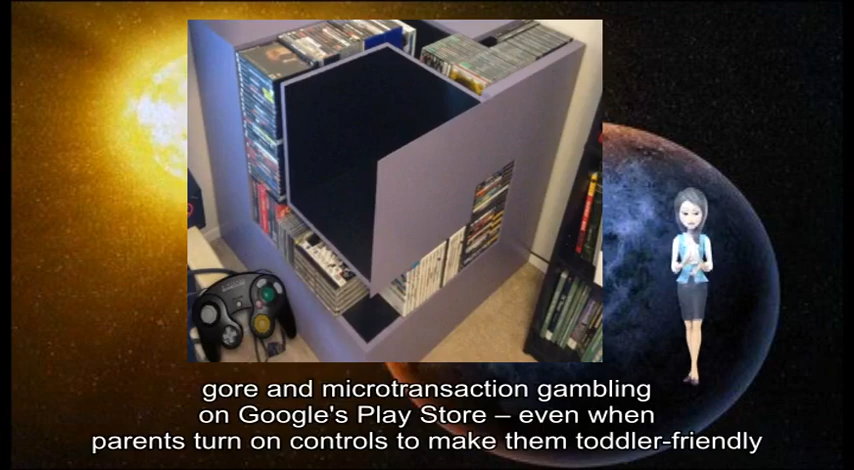 gore and microtransaction gambling
on Google's Play Store – even when
parents turn on controls to make them toddler-friendly